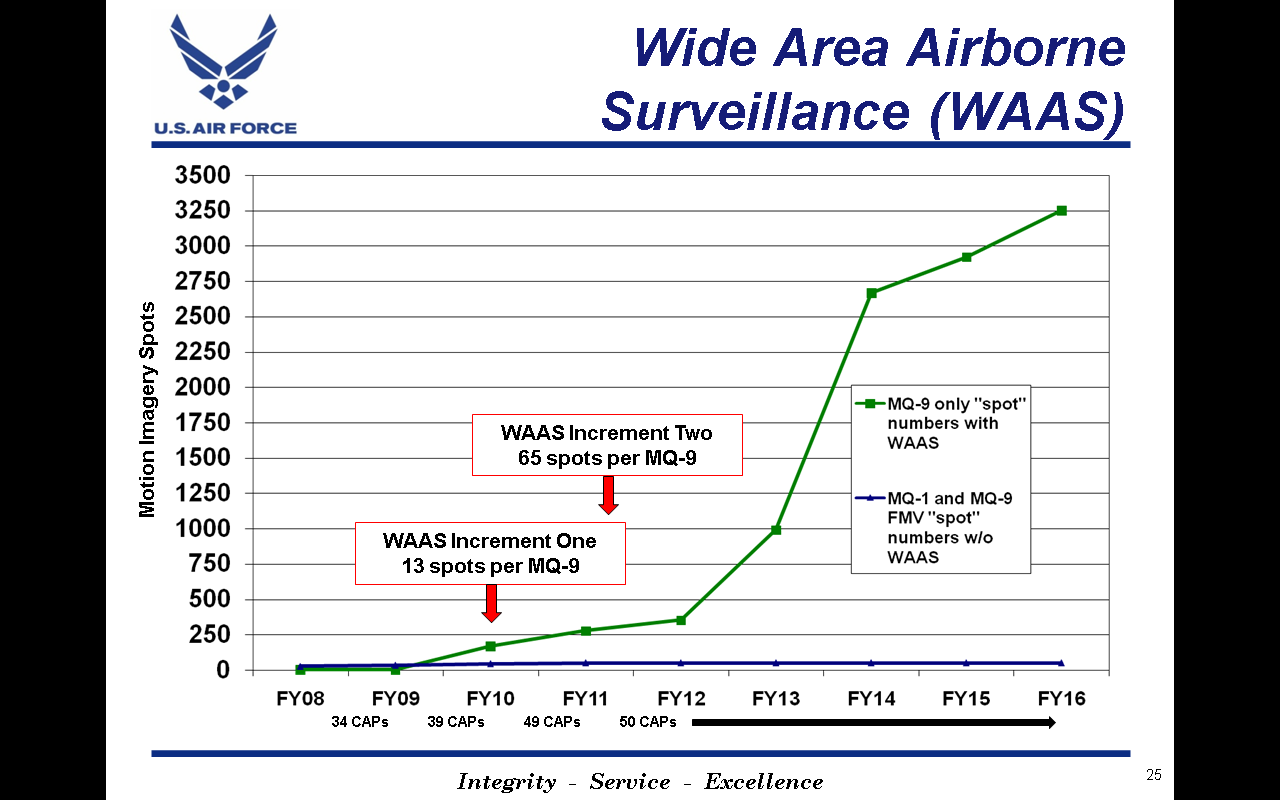 U.S. AIR FORCE
Wide Area Airborne
Surveillance (WAAS)
3500
3250
3000
2750
2500
2250
2000
1750
1500
1250
1000
750
500
250
0
Motion Imagery Spots
WAAS Increment Two
65 spots per MQ-9
WAAS Increment One
13 spots per MQ-9
MQ-9 only "spot"
numbers with
WAAS
MQ-1 and MQ-9
FMV "spot"
numbers w/o
WAAS
FY08 FY09 FY10 FY11 FY12 FY13 FY14 FY15 FY16
34 CAPs 39 CAPs 49 CAPs 50 CAPs
Integrity - Service - Excellence
25